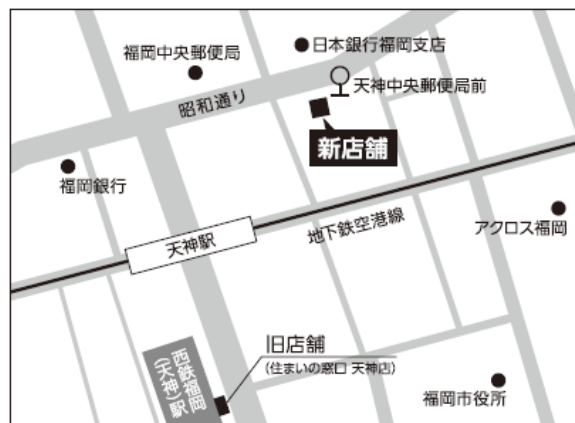 日本銀行福岡支店
福岡中央郵便局
天神中央郵便局前
昭和通り
新店舗
福岡銀行
アクロス福岡
地下鉄空港線
天神駅
旧店舗
(住まいの窓口 天神店)
西鉄福岡
(天神)駅
福岡市役所